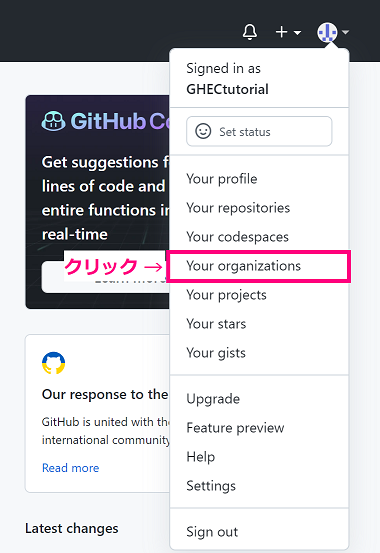 Signed in as
GHECtutorial
Set status
GitHub Co
Get suggestions f
lines of code and
entire functions in
real-time
Your profile
Your repositories
Your codespaces
クリック →
Your organizations
Your projects
Your stars
Your gists
Our response to the
GitHub is united with the
international community
Read more
Upgrade
Feature preview
Help
Settings
Latest changes
Sign out